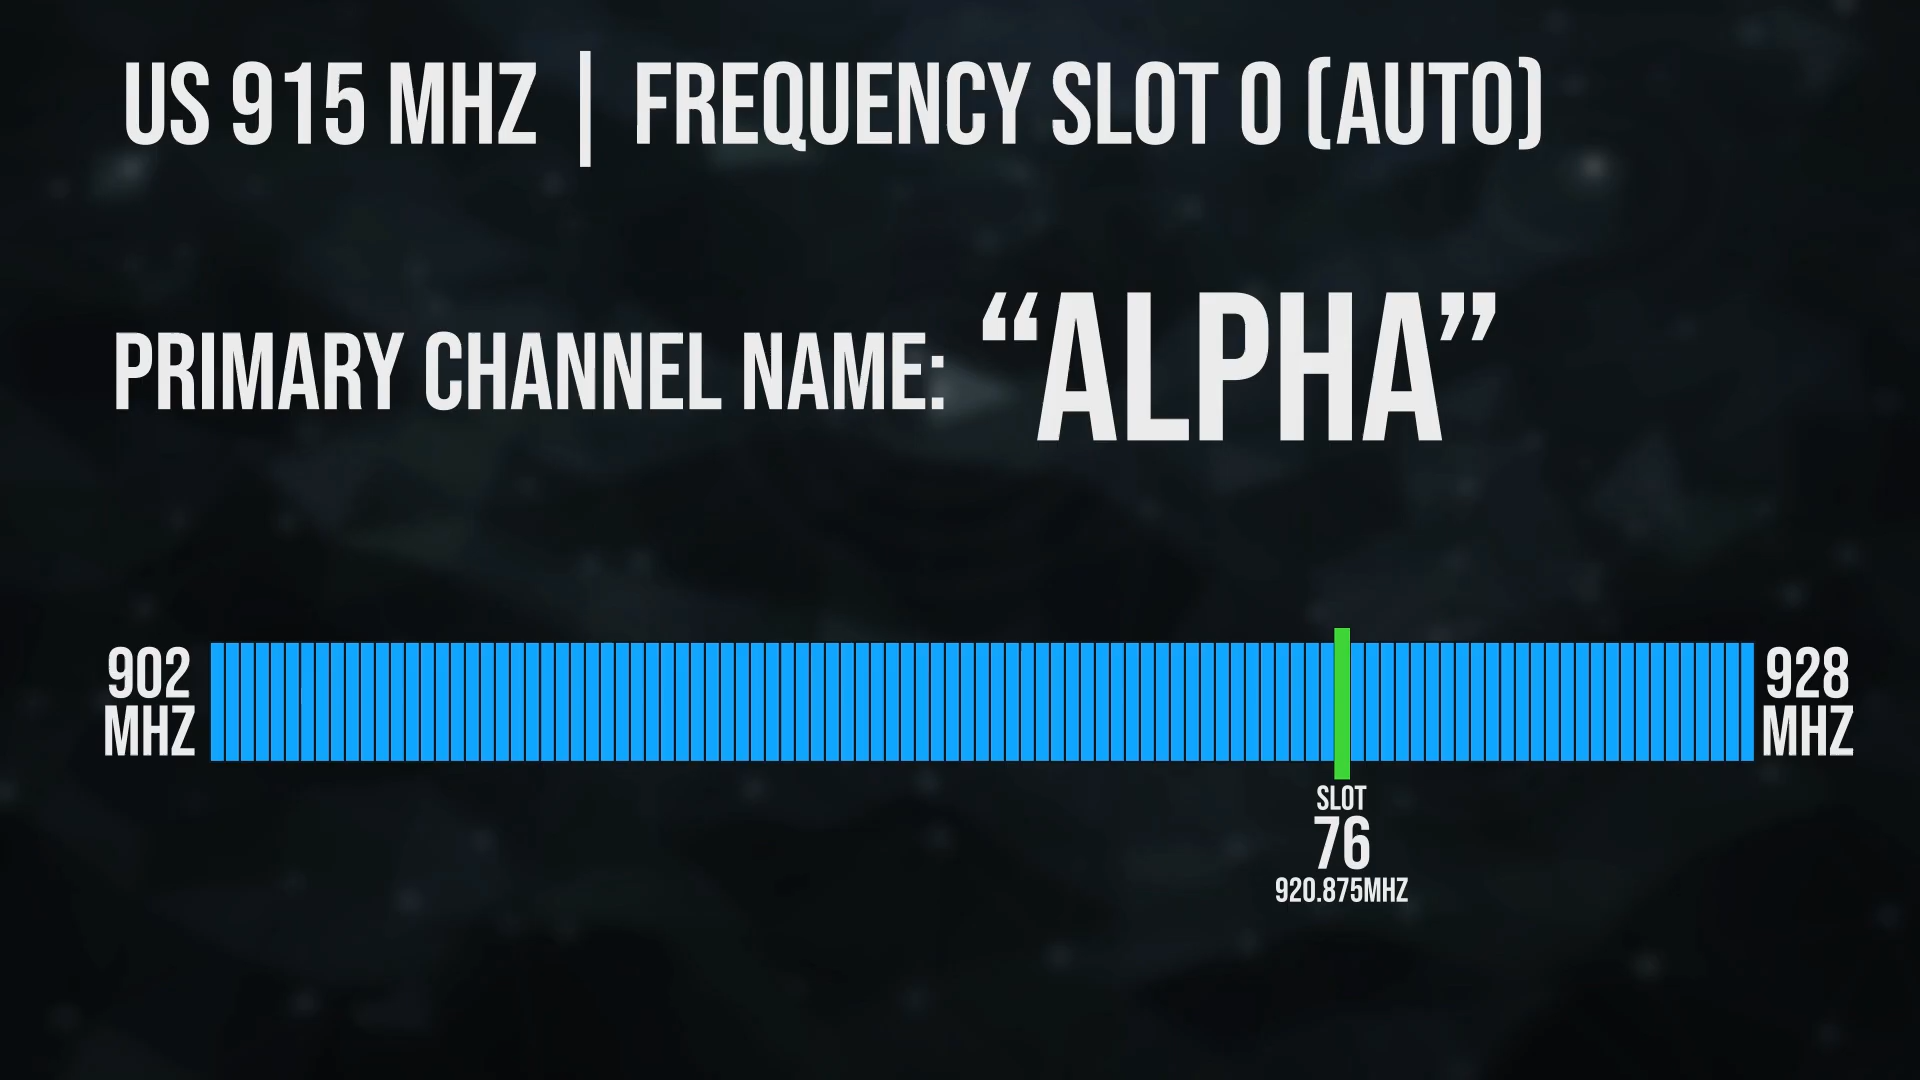 US 915 MHZ | FREQUENCY SLOT 0 (AUTO)
PRIMARY CHANNEL NAME: “ALPHA”
902 MHZ
928 MHZ
SLOT
76
920.875MHZ